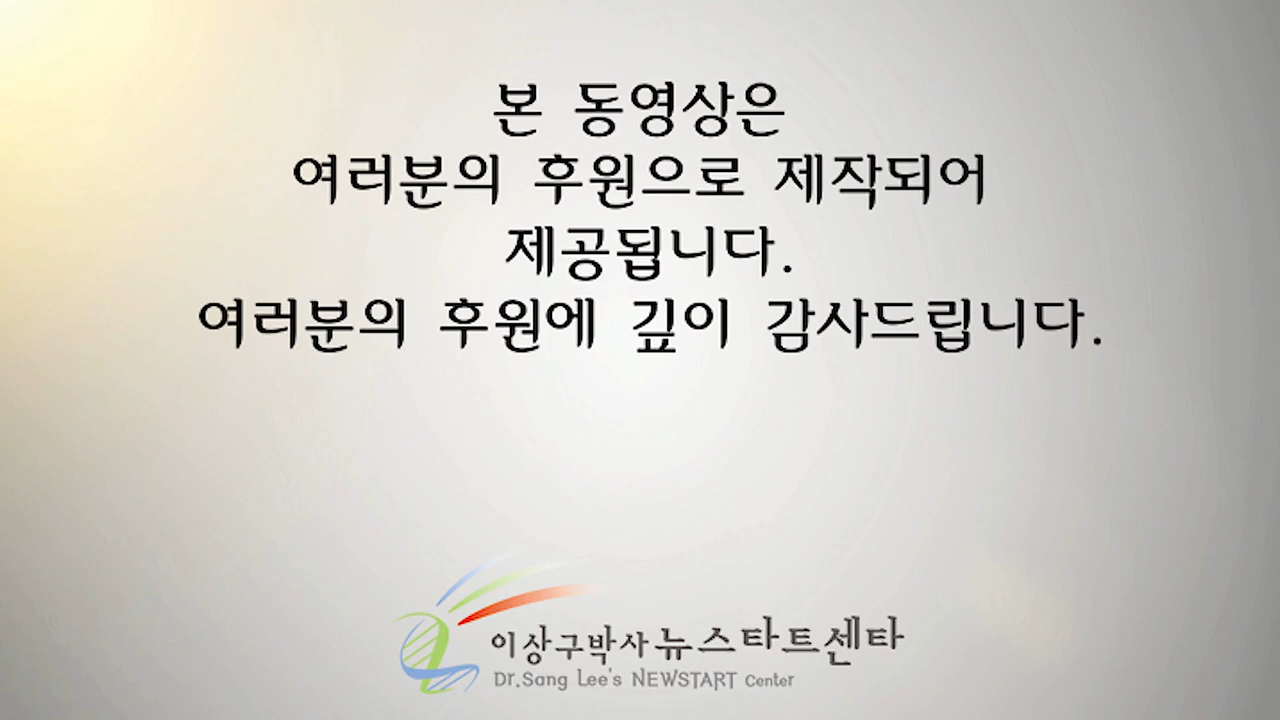 본 동영상은
여러분의 후원으로 제작되어
제공됩니다.
여러분의 후원에 깊이 감사드립니다.
이상구박사뉴스타트센타
Dr.Sang Lee's NEWSTART Center